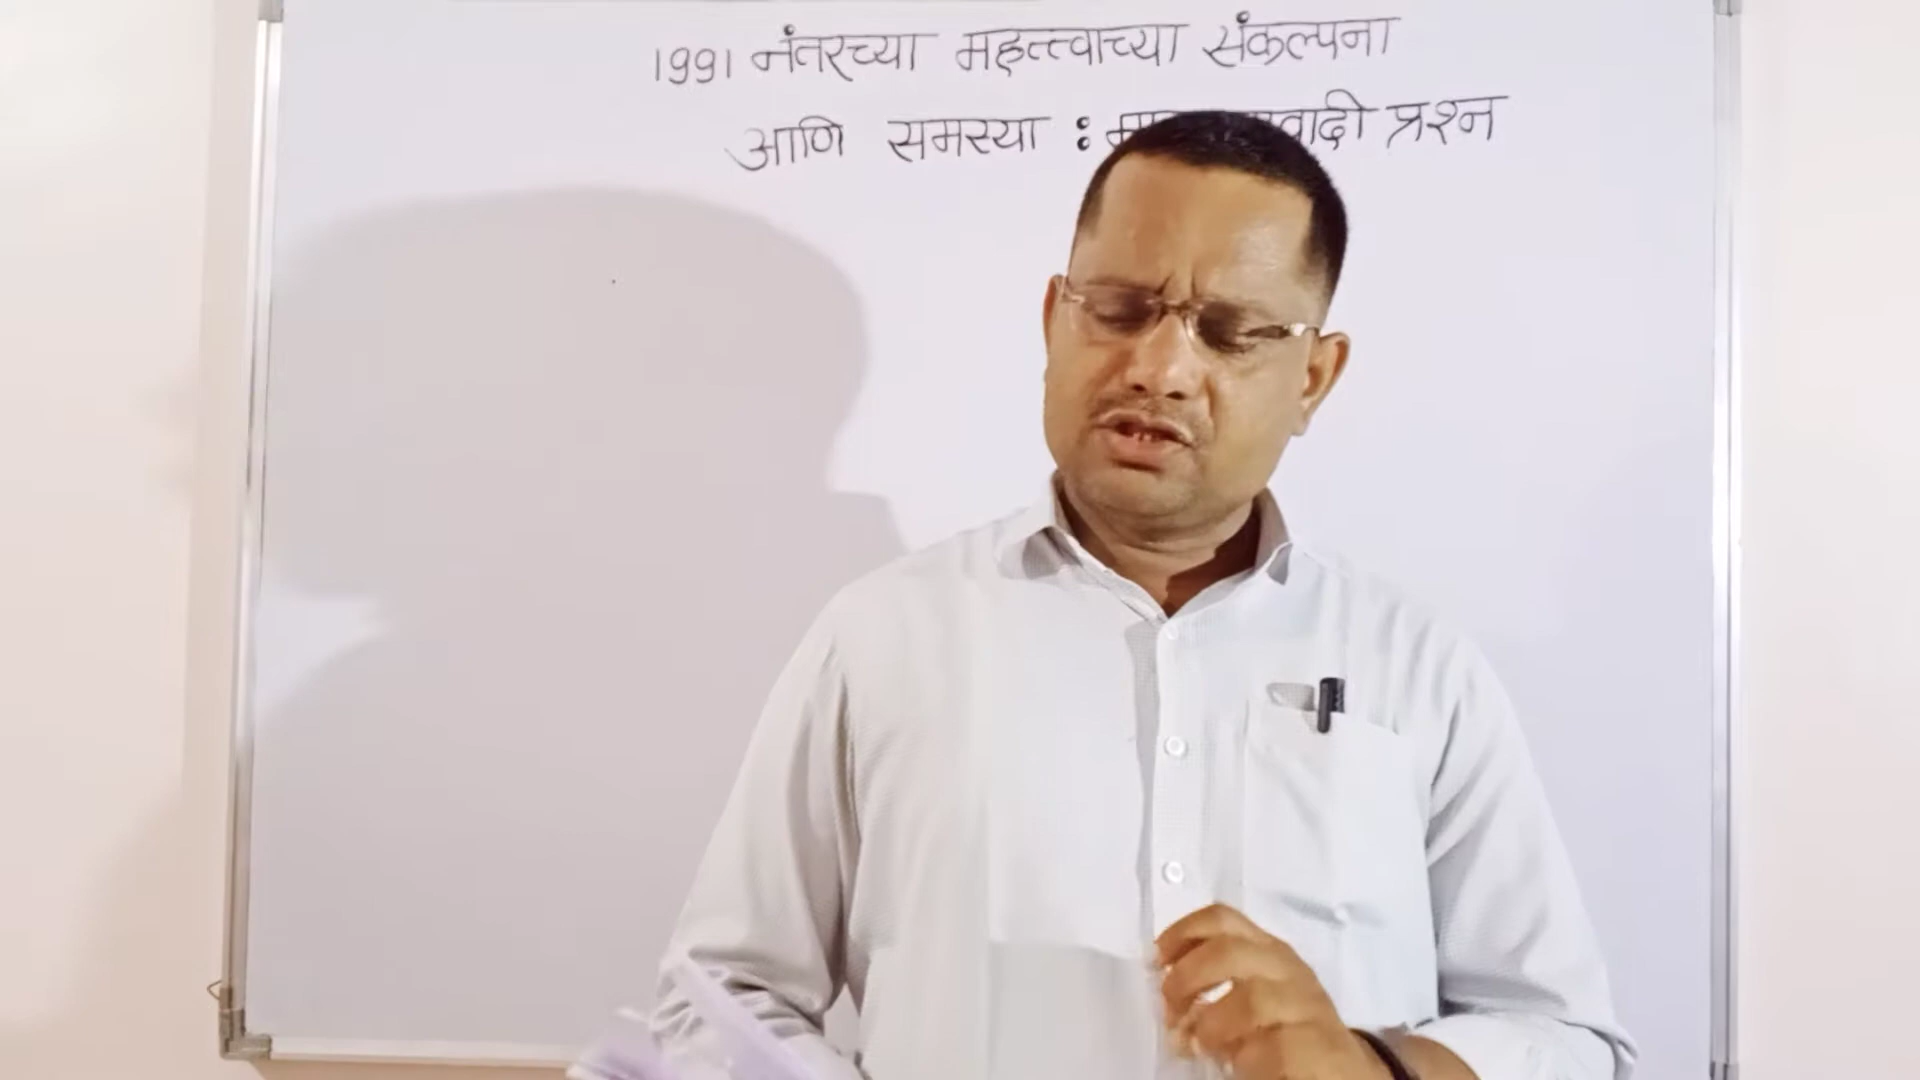 1991 नंतरच्या महत्त्वाच्या संकल्पना
आणि समस्या : प्रश्न